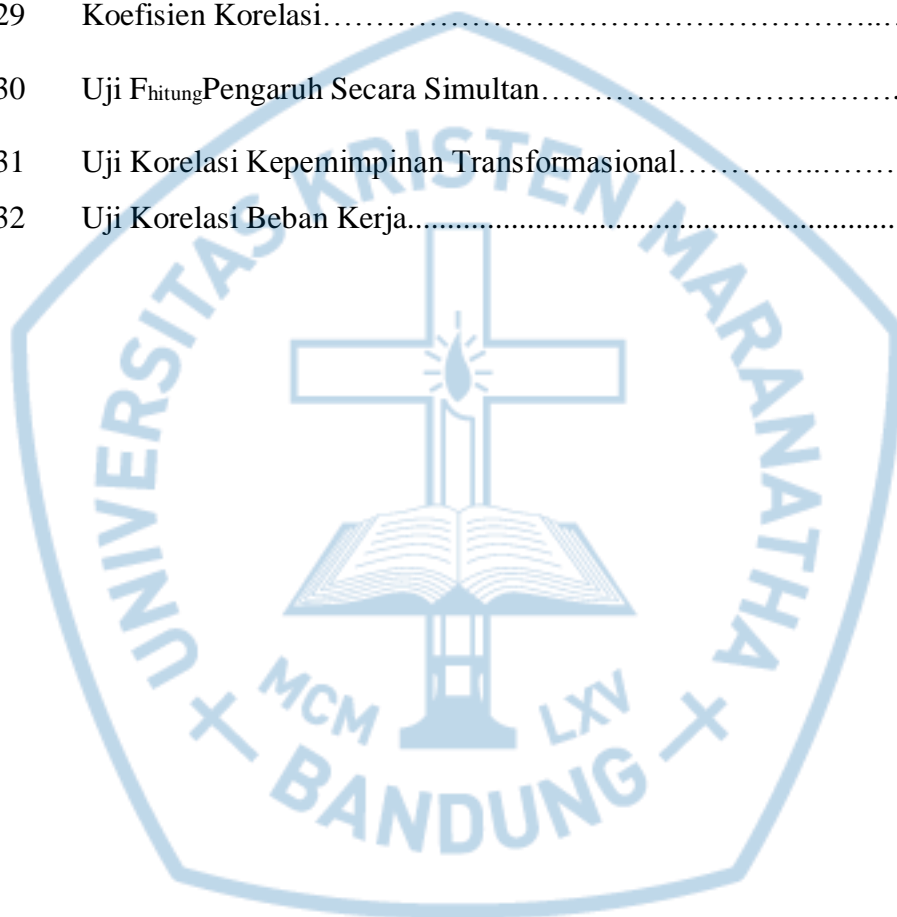 29 Koefisien Korelasi…………………………………………..…
30 Uji FhitungPengaruh Secara Simultan……………………………….
31 Uji Korelasi Kepemimpinan Transformasional…………..………
32 Uji Korelasi Beban Kerja..............................................................
UNIVERSITAS KRISTEN MARANATHA
MCM LXV
BANDUNG